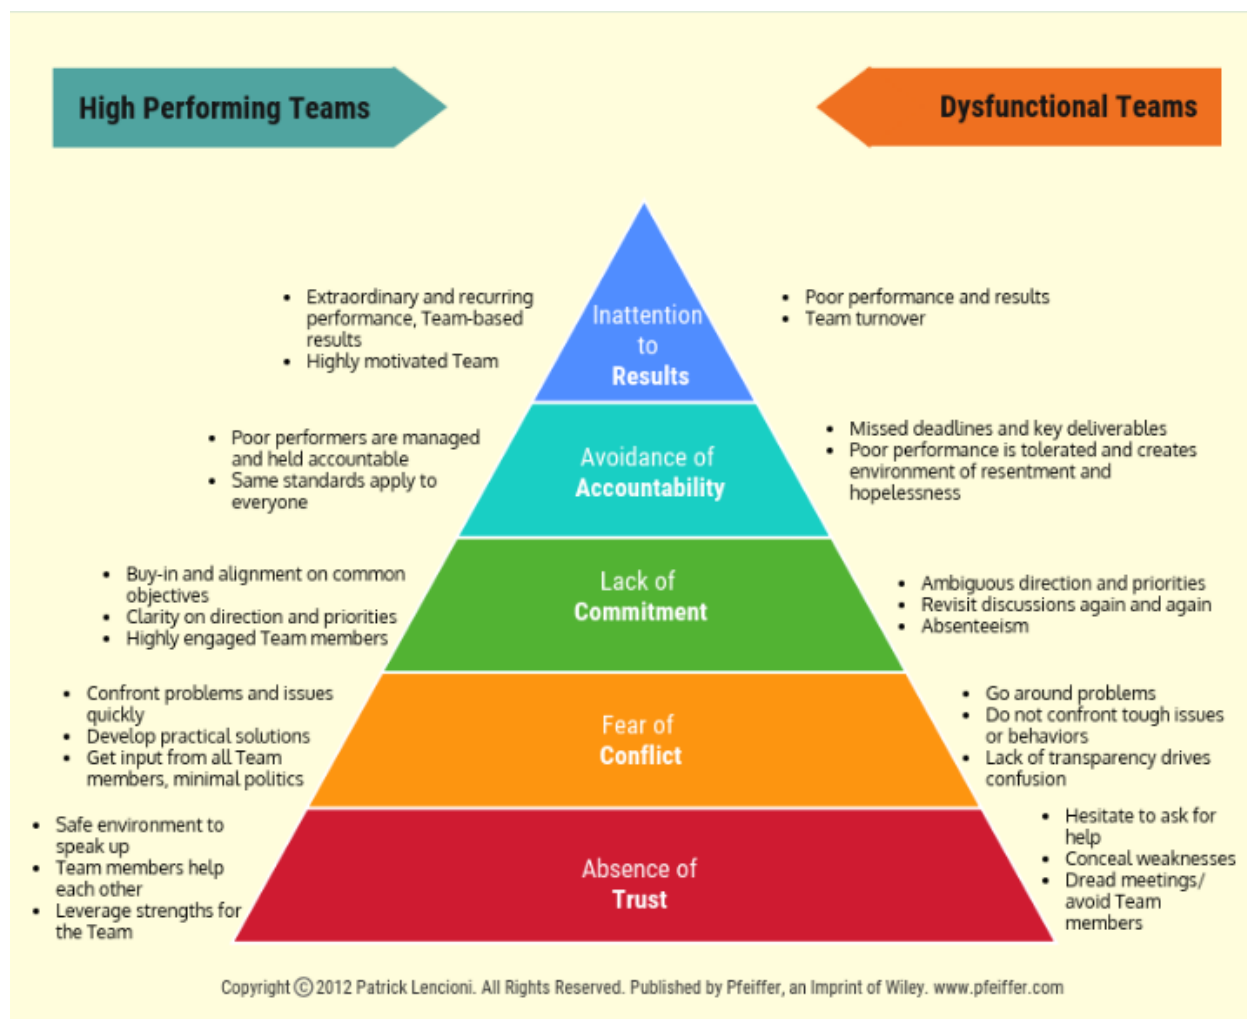 High Performing Teams
Dysfunctional Teams
• Extraordinary and recurring
performance, Team-based
results
• Highly motivated Team
Inattention
to
Results
• Poor performance and results
• Team turnover
• Poor performers are managed
and held accountable
• Same standards apply to
everyone
Avoidance of
Accountability
• Missed deadlines and key deliverables
• Poor performance is tolerated and creates
environment of resentment and
hopelessness
• Buy-in and alignment on common
objectives
• Clarity on direction and priorities
• Highly engaged Team members
Lack of
Commitment
• Ambiguous direction and priorities
• Revisit discussions again and again
• Absenteeism
• Confront problems and issues
quickly
• Develop practical solutions
• Get input from all Team
members, minimal politics
Fear of
Conflict
• Go around problems
• Do not confront tough issues
or behaviors
• Lack of transparency drives
confusion
• Safe environment to
speak up
• Team members help
each other
• Leverage strengths for
the Team
Absence of
Trust
• Hesitate to ask for
help
• Conceal weaknesses
• Dread meetings/
avoid Team
members
Copyright © 2012 Patrick Lencioni. All Rights Reserved. Published by Pfeiffer, an Imprint of Wiley. www.pfeiffer.com